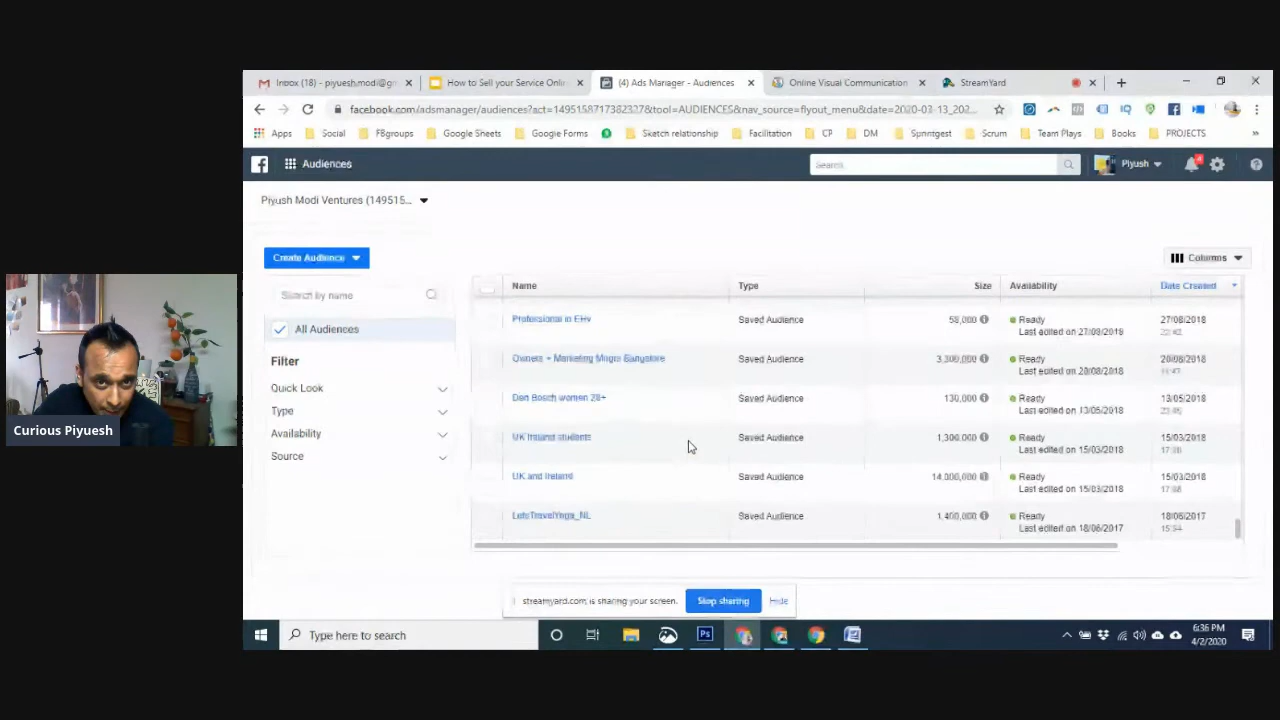 Inbox (18) - piyuesh.modi@g
How to Sell your Service Onli
(4) Ads Manager - Audiences
Online Visual Communication
StreamYard
facebook.com/adsmanager/audiences?act=1495158717382327&tool=AUDIENCES&nav_source=flyout_menu&date=2020-03-13_202...
Apps
Social
FBgroups
Google Sheets
Google Forms
Sketch relationship
Facilitation
CP
DM
Sprintgest
Scrum
Team Plays
Books
PROJECTS
Audiences
Search
Piyush
Piyush Modi Ventures (149515...
Create Audience
Columns
Search by name
All Audiences
Filter
Quick Look
Type
Availability
Source
Name Type Size Availability Date Created
Professional in EHv Saved Audience 58,000 Ready 27/08/2018
Last edited on 27/08/2018
Owners + Marketing Mngrs Bangalore Saved Audience 3,300,000 Ready 20/08/2018
Last edited on 20/08/2018
Den Bosch women 28+ Saved Audience 130,000 Ready 13/05/2018
Last edited on 13/05/2018
UK Ireland students Saved Audience 1,300,000 Ready 15/03/2018
Last edited on 15/03/2018
UK and Ireland Saved Audience 14,000,000 Ready 15/03/2018
Last edited on 15/03/2018
LetsTravelYoga_NL Saved Audience 1,400,000 Ready 18/06/2017
Last edited on 18/06/2017
Curious Piyuesh
streamyard.com is sharing your screen.
Stop sharing
Hide
Type here to search
6:36 PM
4/2/2020